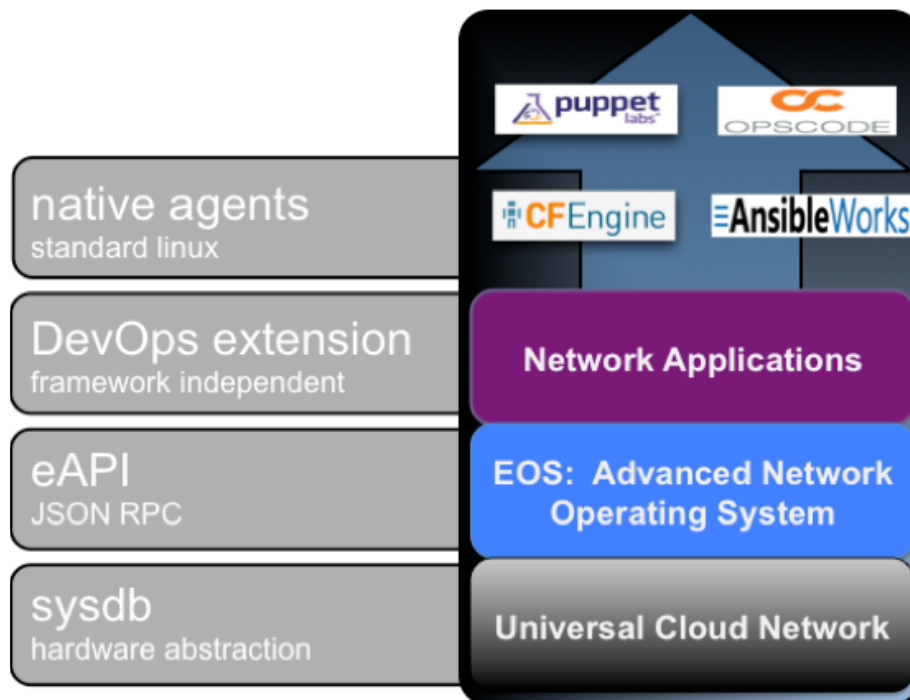 puppet
labs™
OPSCODE
native agents
standard linux
CFEngine
AnsibleWorks
DevOps extension
framework independent
Network Applications
eAPI
JSON RPC
EOS: Advanced Network
Operating System
sysdb
hardware abstraction
Universal Cloud Network